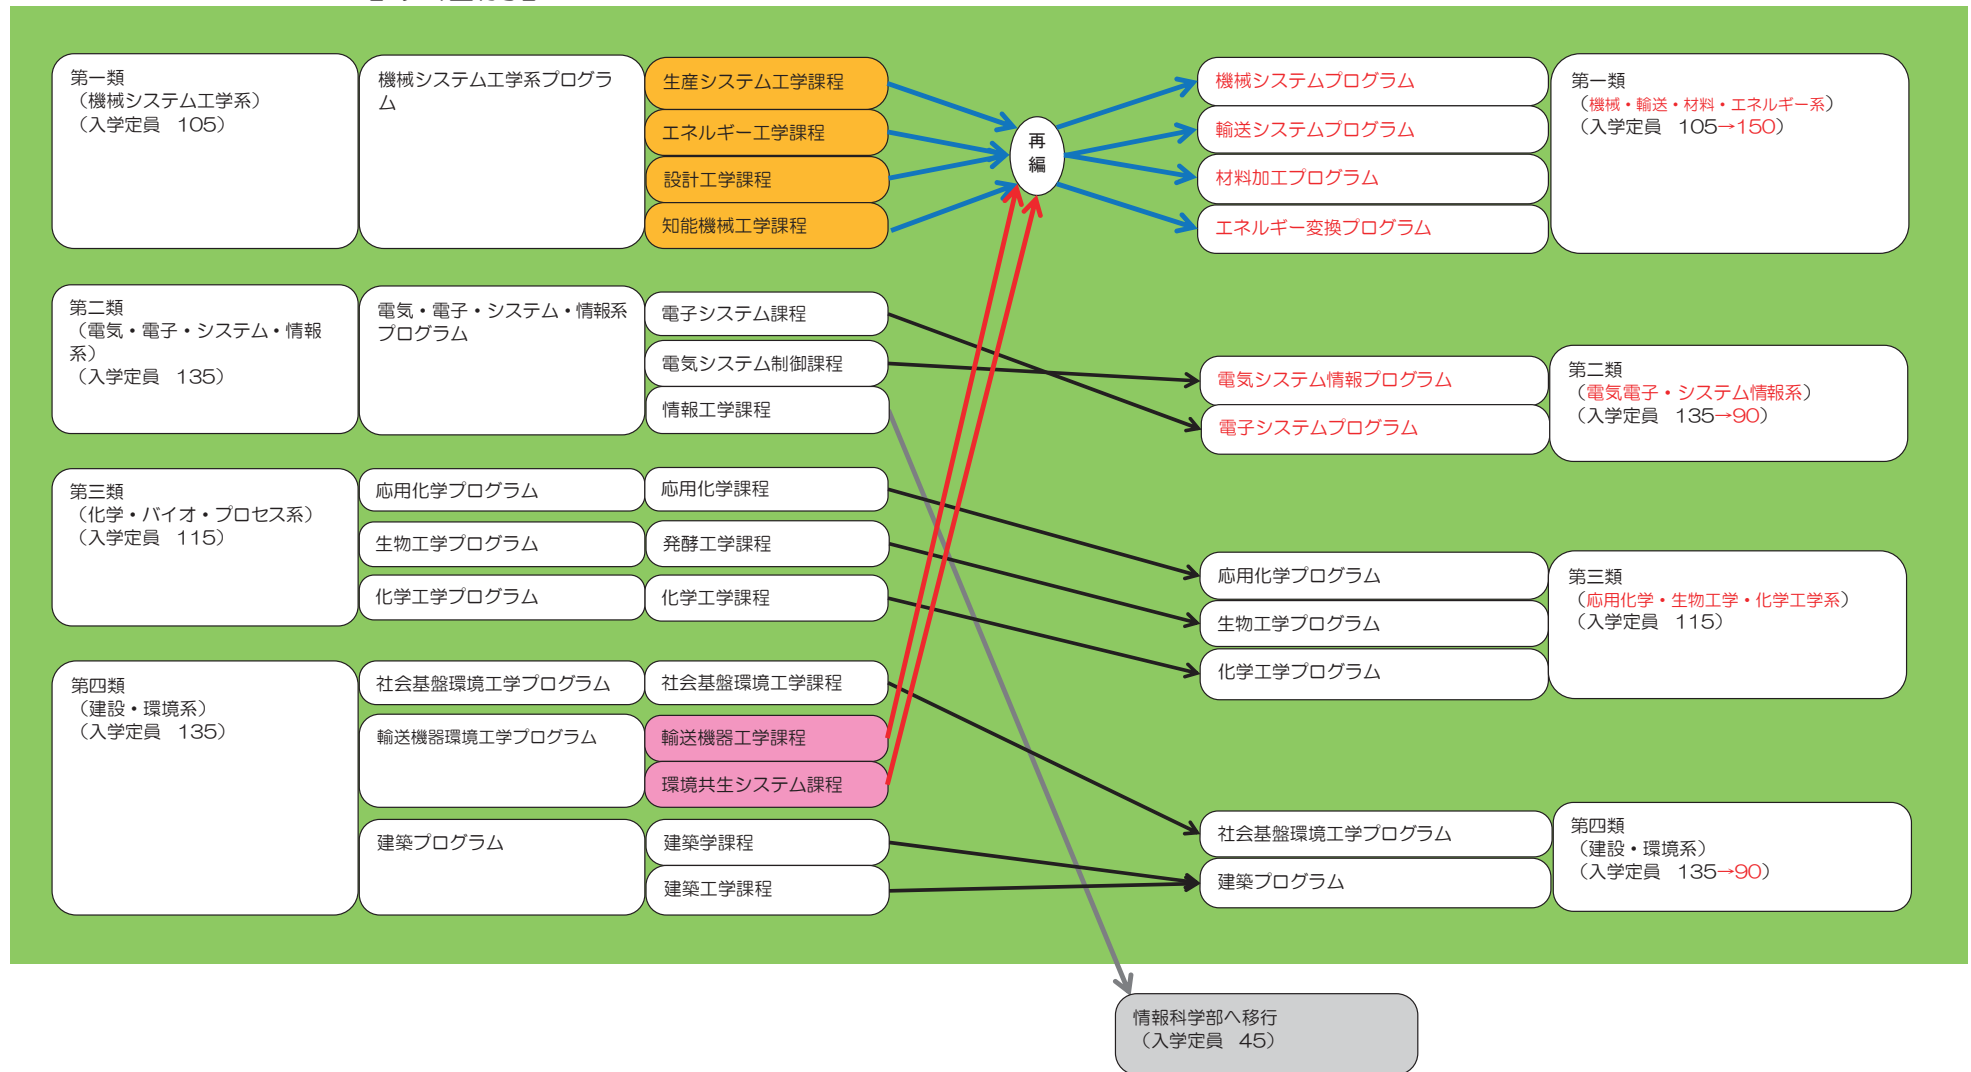 第一類
（機械システム工学系）
（入学定員　105）
機械システム工学系プログラ
ム
生産システム工学課程
エネルギー工学課程
設計工学課程
知能機械工学課程
再
編
機械システムプログラム
輸送システムプログラム
材料加工プログラム
エネルギー変換プログラム
第一類
（機械・輸送・材料・エネルギー系）
（入学定員　105→150）
第二類
（電気・電子・システム・情報
系）
（入学定員　135）
電気・電子・システム・情報系
プログラム
電子システム課程
電気システム制御課程
情報工学課程
電気システム情報プログラム
電子システムプログラム
第二類
（電気電子・システム情報系）
（入学定員　135→90）
第三類
（化学・バイオ・プロセス系）
（入学定員　115）
応用化学プログラム
生物工学プログラム
化学工学プログラム
応用化学課程
発酵工学課程
化学工学課程
応用化学プログラム
生物工学プログラム
化学工学プログラム
第三類
（応用化学・生物工学・化学工学系）
（入学定員　115）
第四類
（建設・環境系）
（入学定員　135）
社会基盤環境工学プログラム
輸送機器環境工学プログラム
建築プログラム
社会基盤環境工学課程
輸送機器工学課程
環境共生システム課程
建築学課程
建築工学課程
社会基盤環境工学プログラム
建築プログラム
第四類
（建設・環境系）
（入学定員　135→90）
情報科学部へ移行
（入学定員　45）